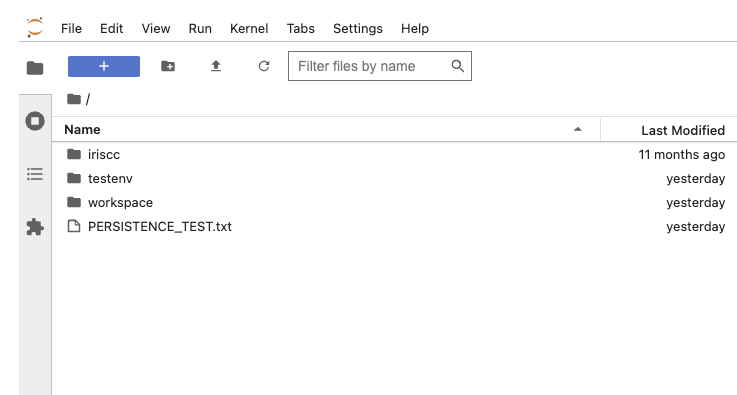 File Edit View Run Kernel Tabs Settings Help
+ Filter files by name
/
Name Last Modified
iriscc 11 months ago
testenv yesterday
workspace yesterday
PERSISTENCE_TEST.txt yesterday